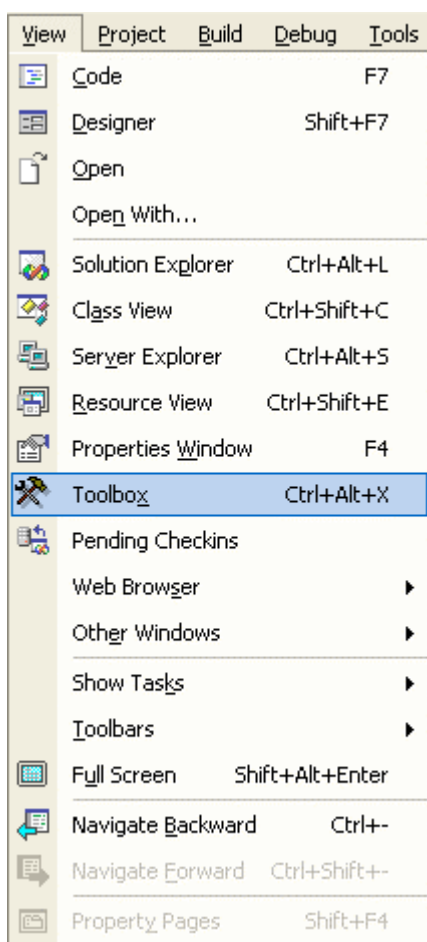 View Project Build Debug Tools
Code F7
Designer Shift+F7
Open
Open With...
Solution Explorer Ctrl+Alt+L
Class View Ctrl+Shift+C
Server Explorer Ctrl+Alt+S
Resource View Ctrl+Shift+E
Properties Window F4
Toolbox Ctrl+Alt+X
Pending Checkins
Web Browser
Other Windows
Show Tasks
Toolbars
Full Screen Shift+Alt+Enter
Navigate Backward Ctrl+-
Navigate Forward Ctrl+Shift+-
Property Pages Shift+F4